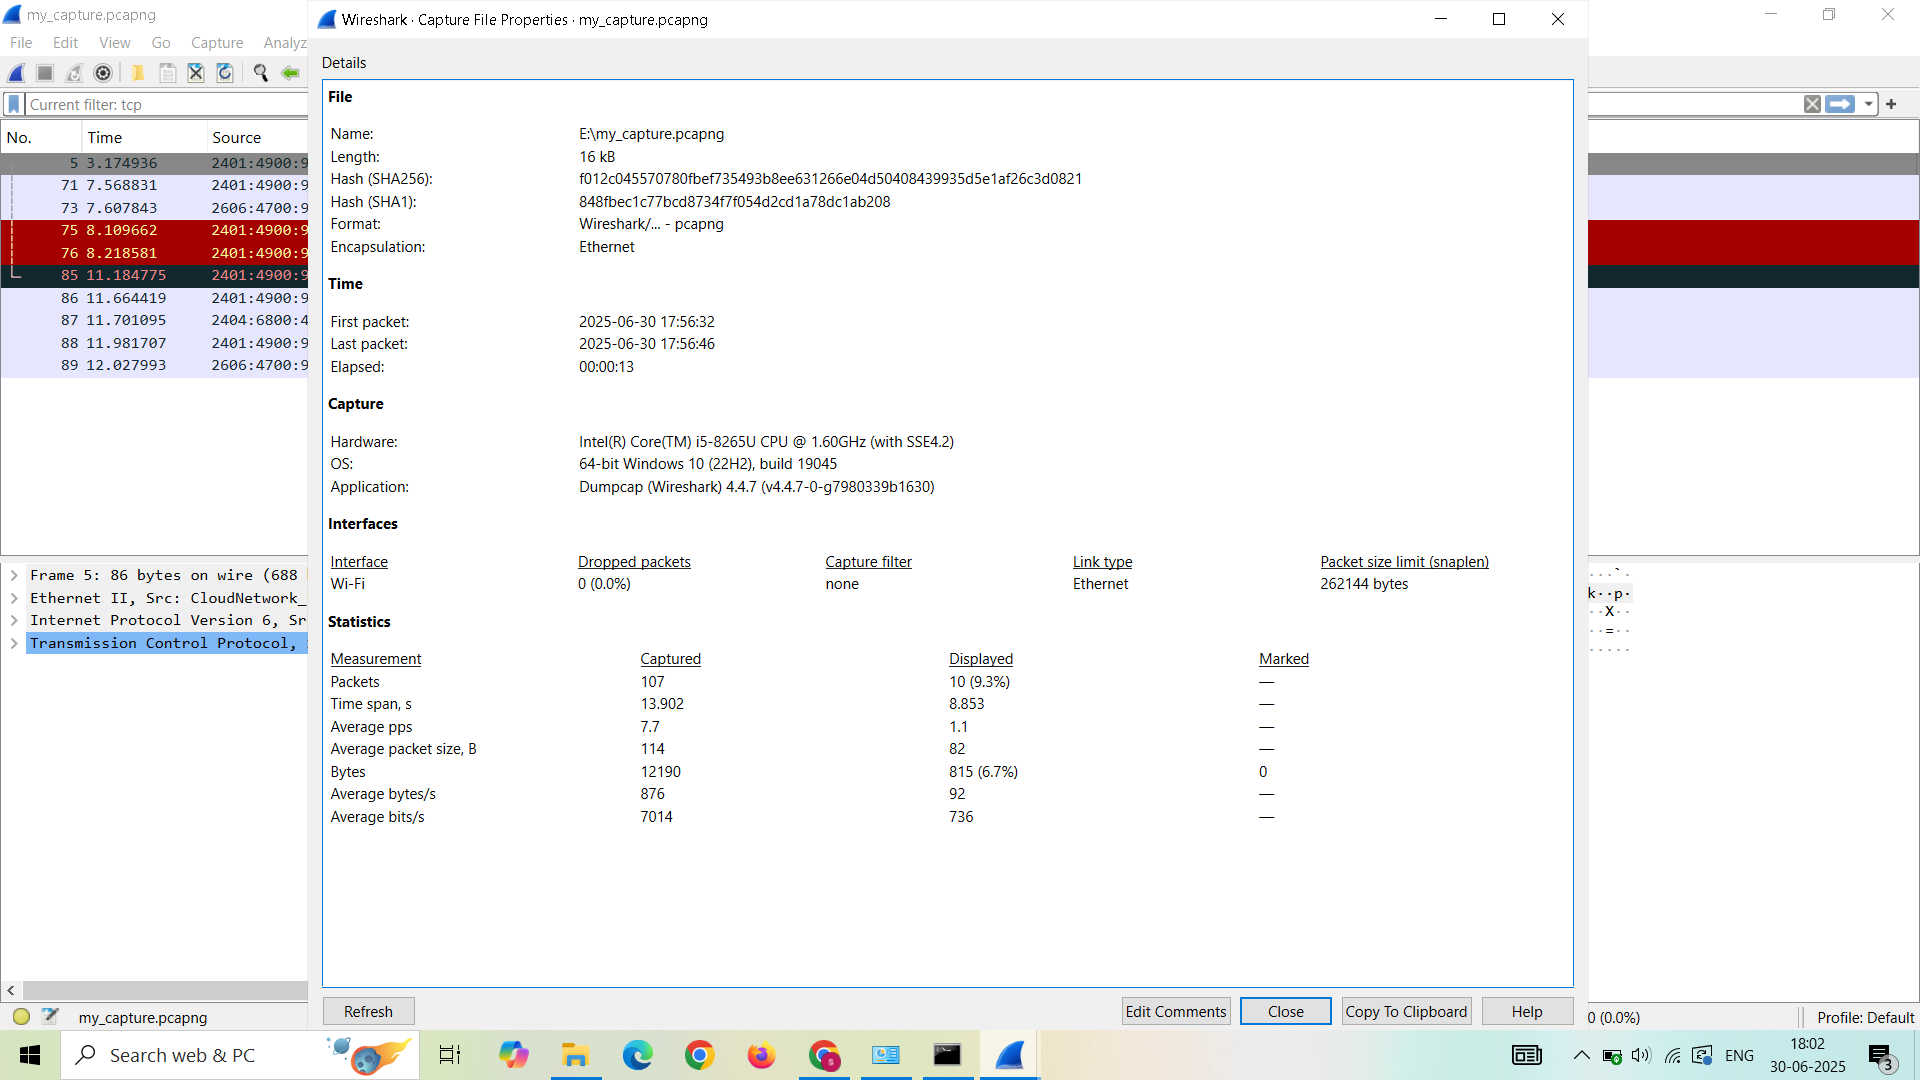 my_capture.pcapng
File Edit View Go Capture Analyz
Current filter: tcp
No. Time Source
5 3.174936 2401:4900:9
71 7.568831 2401:4900:9
73 7.607843 2606:4700:9
75 8.109662 2401:4900:9
76 8.218581 2401:4900:9
85 11.184775 2401:4900:9
86 11.664419 2401:4900:9
87 11.701095 2404:6800:4
88 11.981707 2401:4900:9
89 12.027993 2606:4700:9
Frame 5: 86 bytes on wire (688
Ethernet II, Src: CloudNetwork_
Internet Protocol Version 6, Sr
Transmission Control Protocol,
Wireshark · Capture File Properties · my_capture.pcapng
Details
File
Name: E:\my_capture.pcapng
Length: 16 kB
Hash (SHA256): f012c045570780fbef735493b8ee631266e04d50408439935d5e1af26c3d0821
Hash (SHA1): 848fbec1c77bcd8734f7f054d2cd1a78dc1ab208
Format: Wireshark/... - pcapng
Encapsulation: Ethernet
Time
First packet: 2025-06-30 17:56:32
Last packet: 2025-06-30 17:56:46
Elapsed: 00:00:13
Capture
Hardware: Intel(R) Core(TM) i5-8265U CPU @ 1.60GHz (with SSE4.2)
OS: 64-bit Windows 10 (22H2), build 19045
Application: Dumpcap (Wireshark) 4.4.7 (v4.4.7-0-g7980339b1630)
Interfaces
Interface Dropped packets Capture filter Link type Packet size limit (snaplen)
Wi-Fi 0 (0.0%) none Ethernet 262144 bytes
Statistics
Measurement Captured Displayed Marked
Packets 107 10 (9.3%) —
Time span, s 13.902 8.853 —
Average pps 7.7 1.1 —
Average packet size, B 114 82 —
Bytes 12190 815 (6.7%) 0
Average bytes/s 876 92 —
Average bits/s 7014 736 —
Refresh Edit Comments Close Copy To Clipboard Help
...`.
k··p·
··X··
··=··
·····
my_capture.pcapng
0 (0.0%) Profile: Default
Search web & PC
s
ENG
18:02
30-06-2025
3